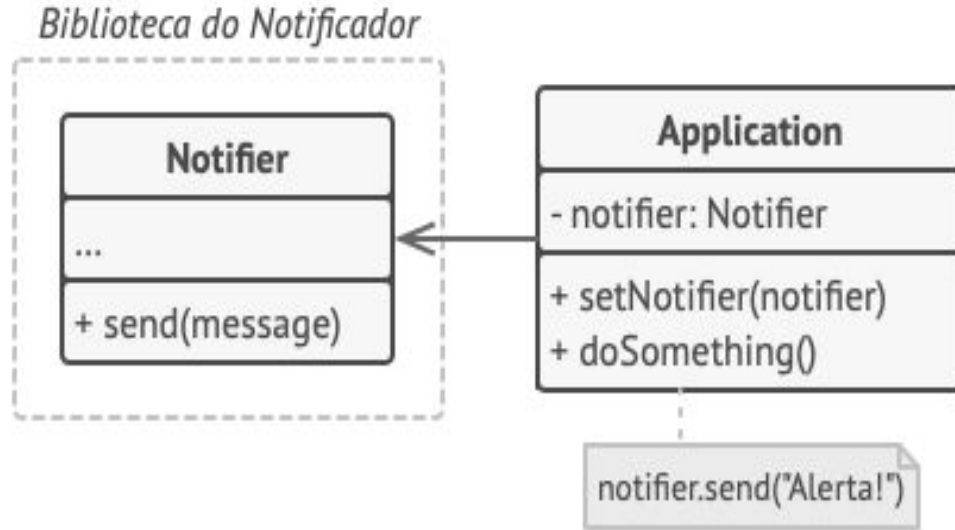 Biblioteca do Notificador
Notifier
...
+ send(message)
Application
- notifier: Notifier
+ setNotifier(notifier)
+ doSomething()
notifier.send("Alerta!")